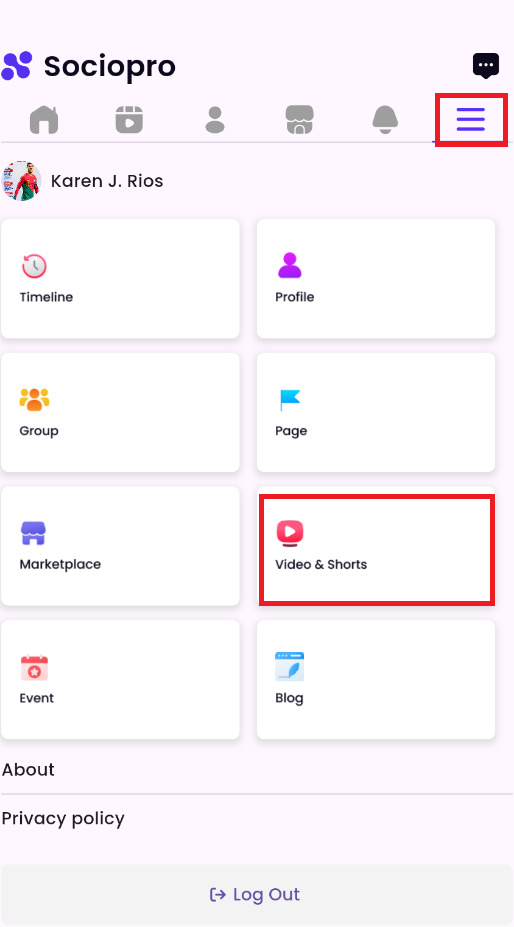 Sociopro
Karen J. Rios
Timeline
Profile
Group
Page
Marketplace
Video & Shorts
Event
Blog
About
Privacy policy
Log Out